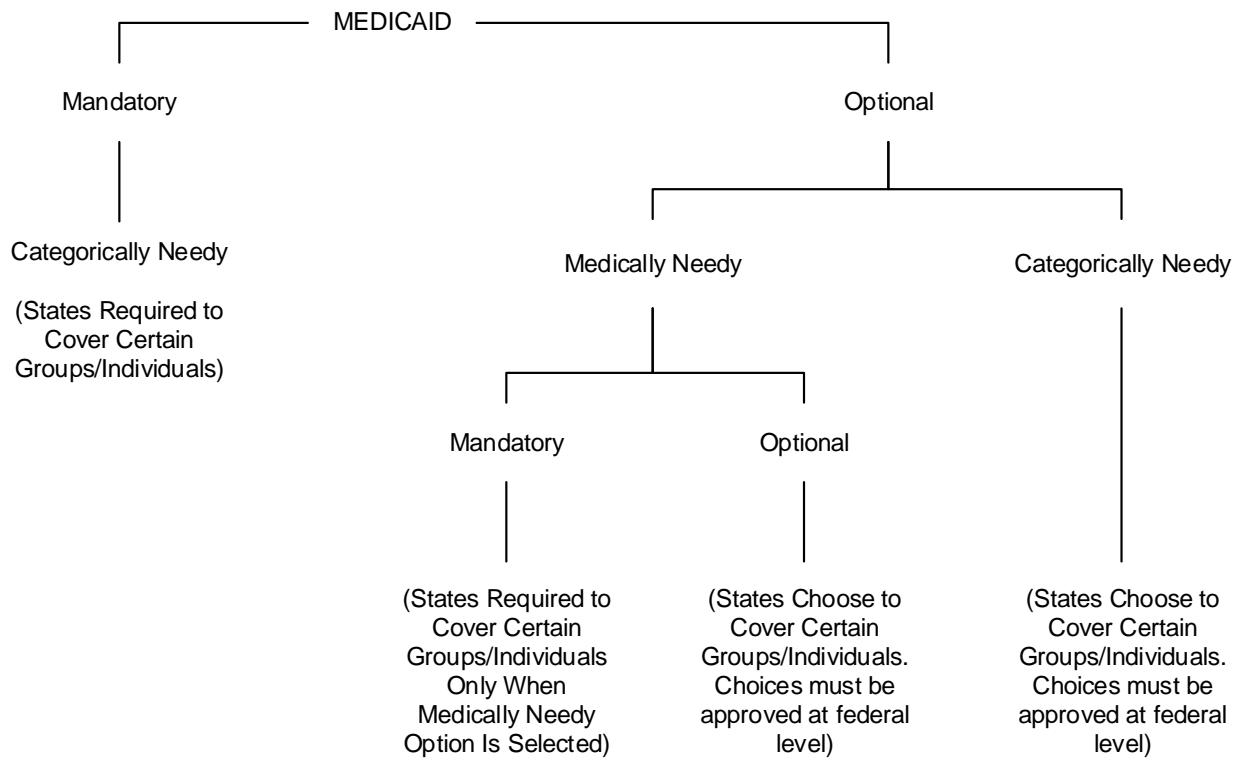 MEDICAID
Mandatory
Optional
Categorically Needy
(States Required to
Cover Certain
Groups/Individuals)
Medically Needy
Categorically Needy
Mandatory
Optional
(States Required to
Cover Certain
Groups/Individuals
Only When
Medically Needy
Option Is Selected)
(States Choose to
Cover Certain
Groups/Individuals.
Choices must be
approved at federal
level)
(States Choose to
Cover Certain
Groups/Individuals.
Choices must be
approved at federal
level)